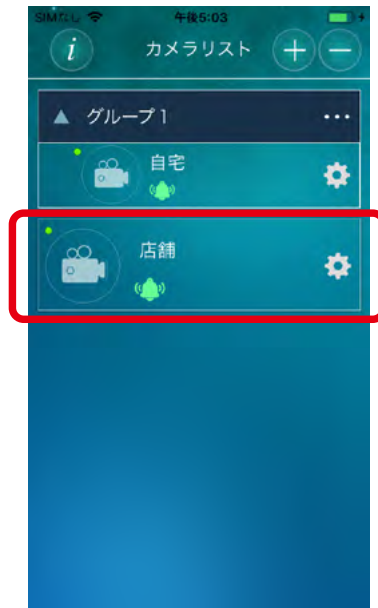 SIMなし 午後5:03
i カメラリスト + −
▲ グループ1 ...
自宅
店舗